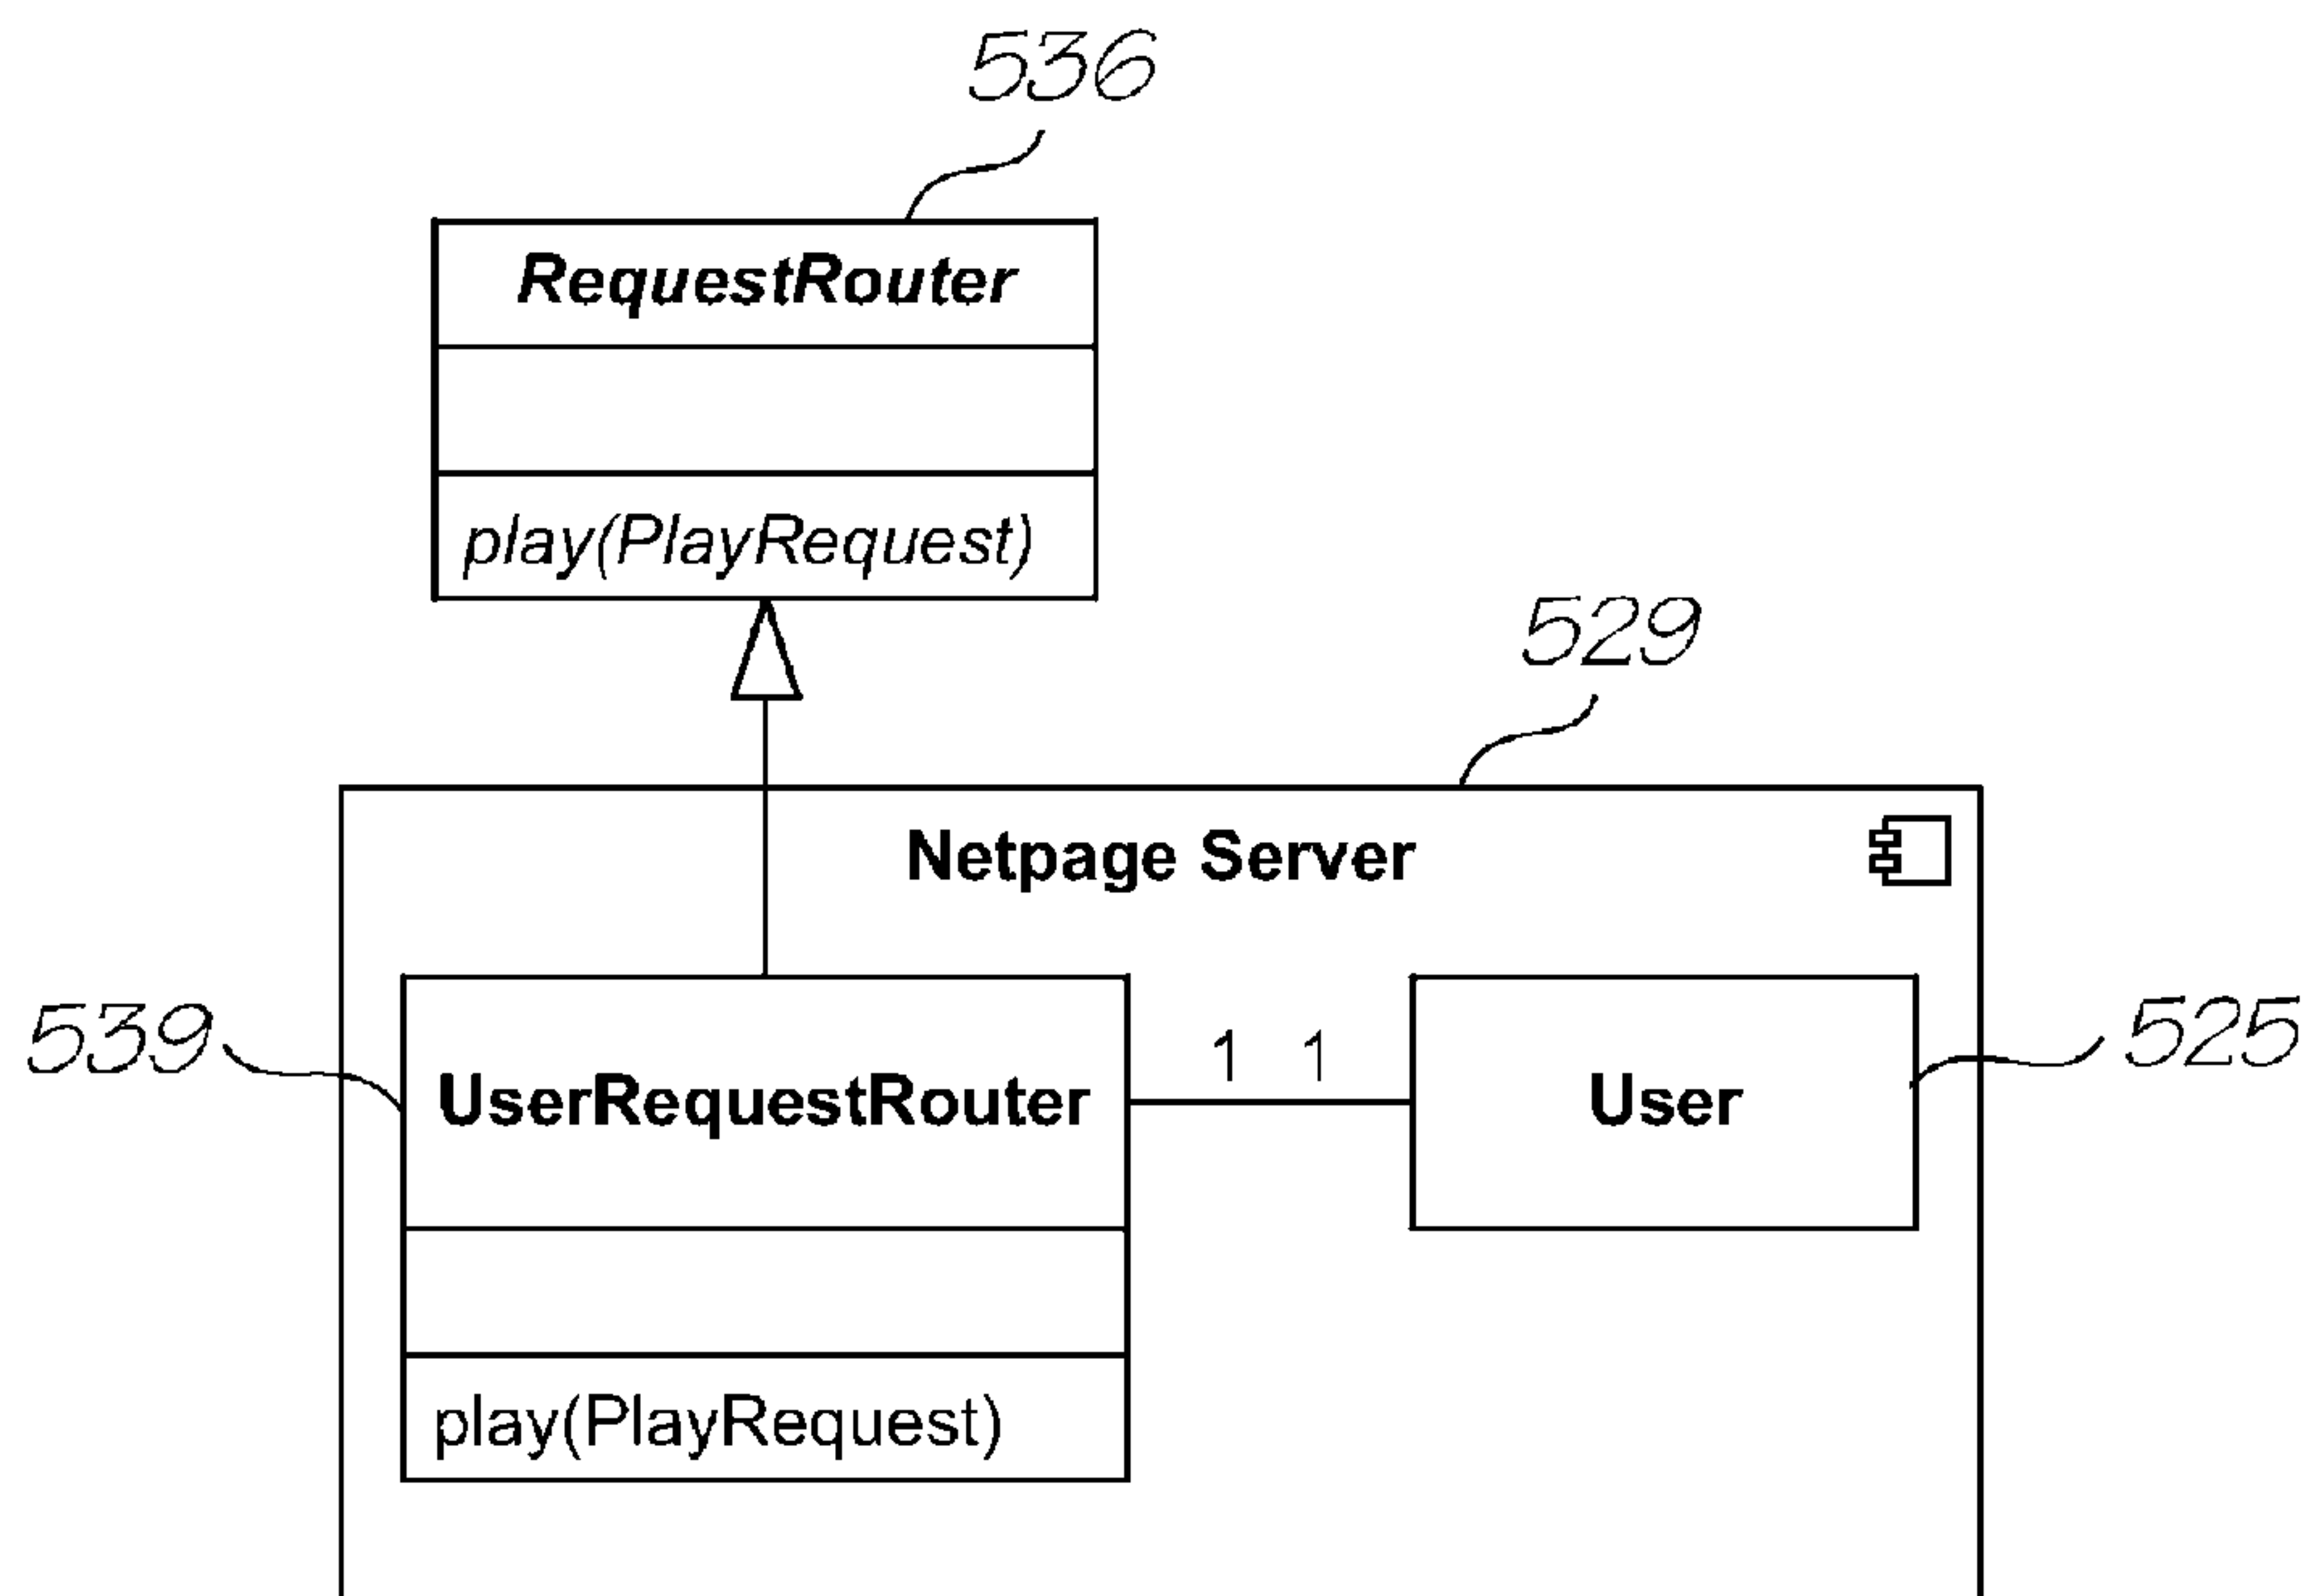 536
RequestRouter
play(PlayRequest)
529
Netpage Server
539
UserRequestRouter
1 1
User
525
play(PlayRequest)